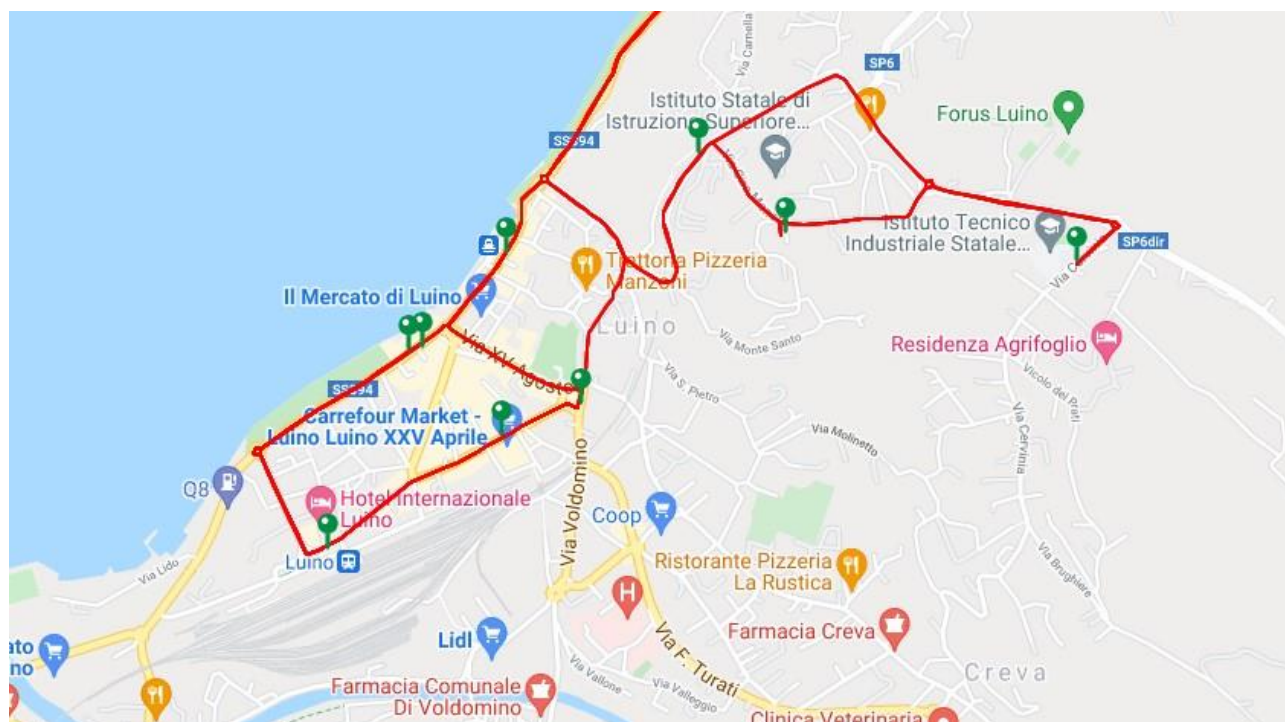 SP6
Via Carnella
Istituto Statale di
Istruzione Superiore...
Forus Luino
SS394
Istituto Tecnico
Industriale Statale...
SP6dir
Trattoria Pizzeria
Manzoni
Il Mercato di Luino
Luino
Via Monte Santo
Residenza Agrifoglio
Via XV Agosto
SS394
Via S. Pietro
Vicolo dei Prati
Carrefour Market -
Luino Luino XXV Aprile
Via Molinetto
Via Cervinia
Via Voldomino
Q8
Hotel Internazionale
Luino
Coop
Luino
Via Lido
Ristorante Pizzeria
La Rustica
Via Brughiere
H
Farmacia Creva
Lidl
Via F. Turati
Via Vallone
Via Valleggio
Creva
Farmacia Comunale
Di Voldomino
Clinica Veterinaria